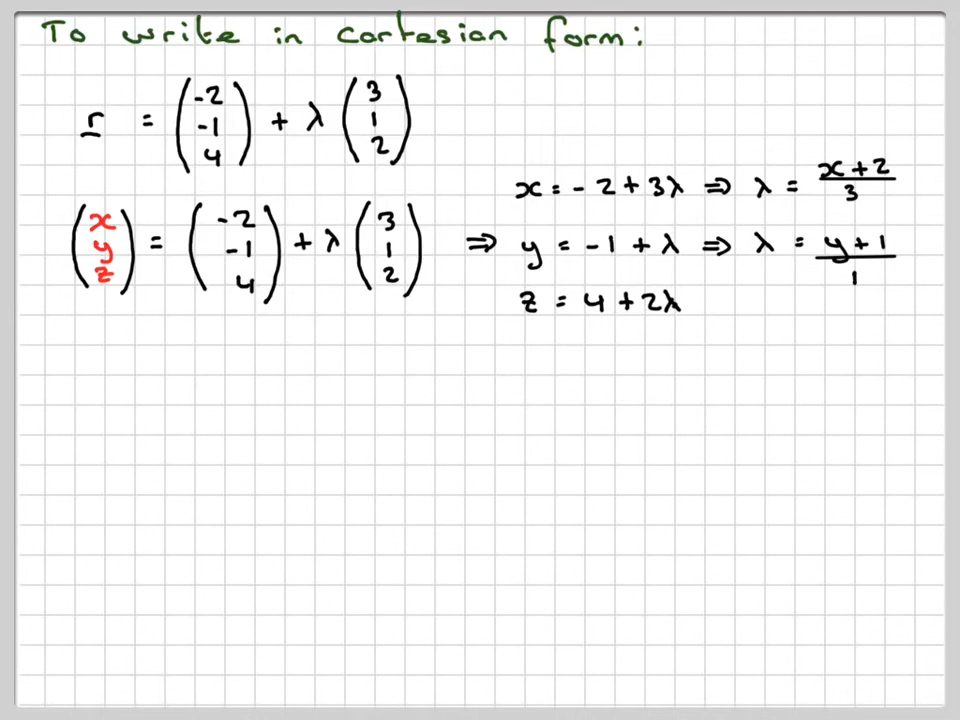 To write in cartesian form:
r = (-2 -1 4) + λ (3 1 2)
(x y z) = (-2 -1 4) + λ (3 1 2)
x = -2 + 3λ ⇒ λ = x+2/3
⇒ y = -1 + λ ⇒ λ = y+1/1
z = 4 + 2λ